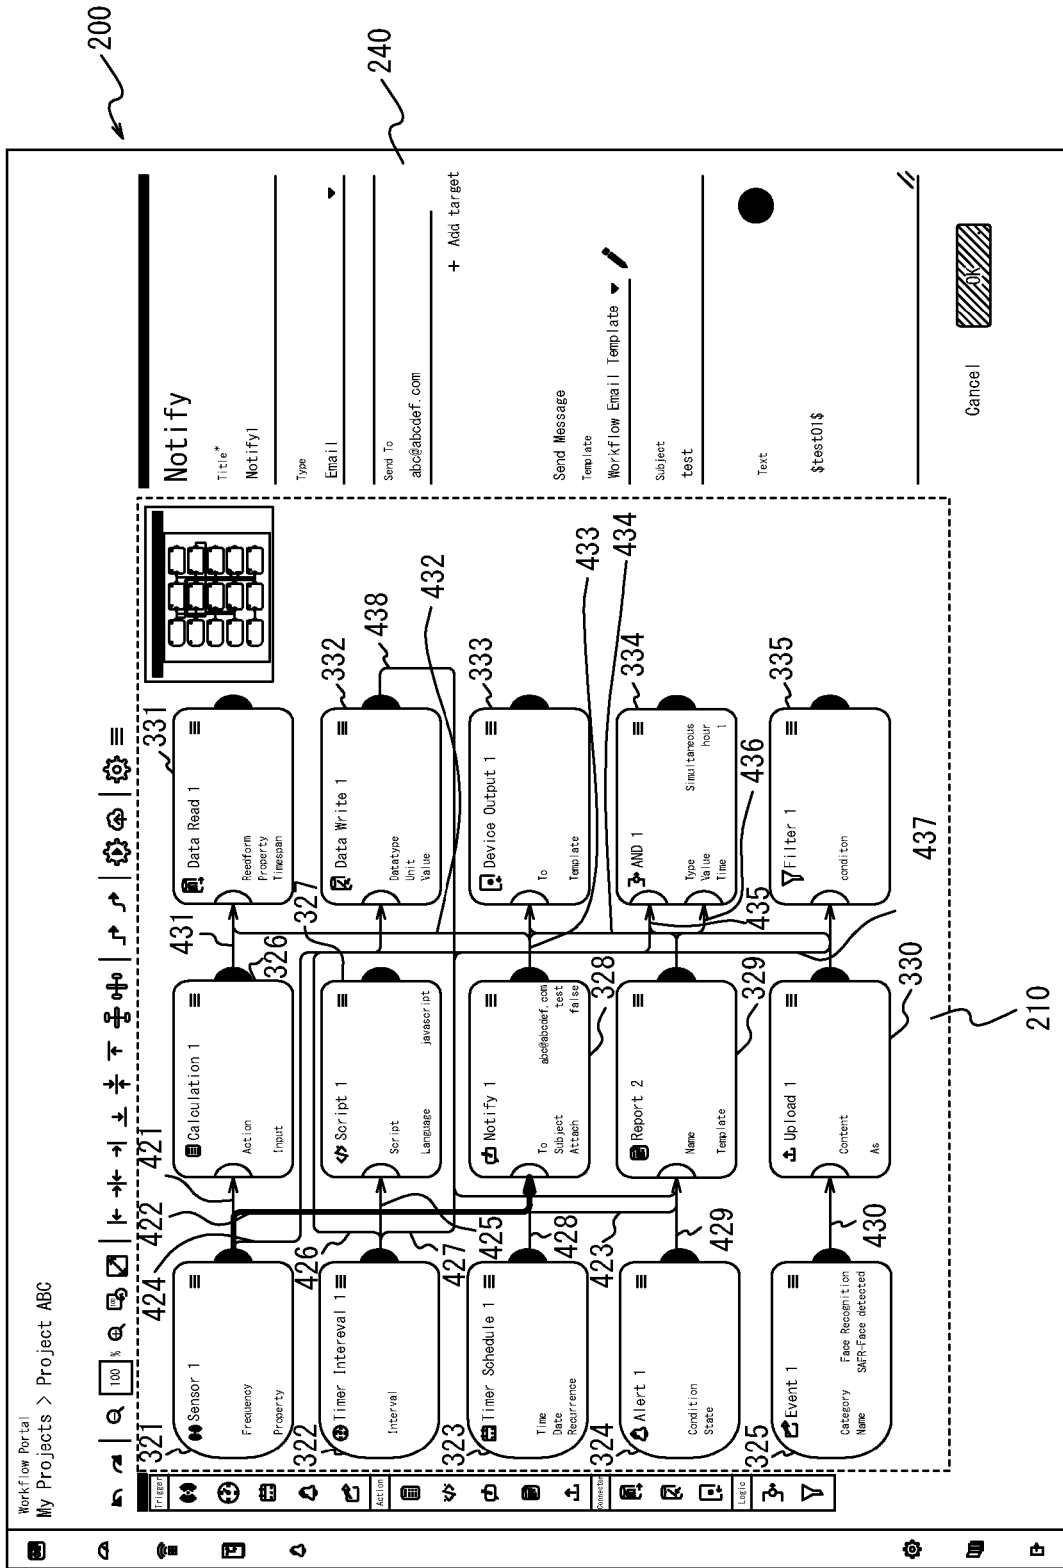 Workflow Portal
My Projects > Project ABC
200
100 %
Trigger
Action
Connector
Logic
321
Sensor 1
Frequency
Property
322
Timer Intereval 1
Interval
323
Timer Schedule 1
Time
Date
Recurrence
324
Alert 1
Condition
State
325
Event 1
Category Face Recognition
Name SAFR-Face detected
424
422
421
426
425
427
428
423
429
430
Calculation 1
326
Action
Input
327
Script 1
Script
Language javascript
Notify 1
328
To abc@abcdef.com
Subject test
Attach false
Report 2
329
Name
Template
Upload 1
330
Content
As
431
331
Data Read 1
Reedform
Property
Timespan
332
Data Write 1
Datatype
Unit
Value
438
333
Device Output 1
To
Template
334
AND 1
Type Simultaneous
Value hour
Time 1
435
436
335
Filter 1
conditon
437
432
433
434
210
240
Notify
Title*
Notify1
Type
Email
Send To
abc@abcdef.com
+ Add target
Send Message
Template
Workflow Email Template
Subject
test
Text
$test01$
Cancel
OK